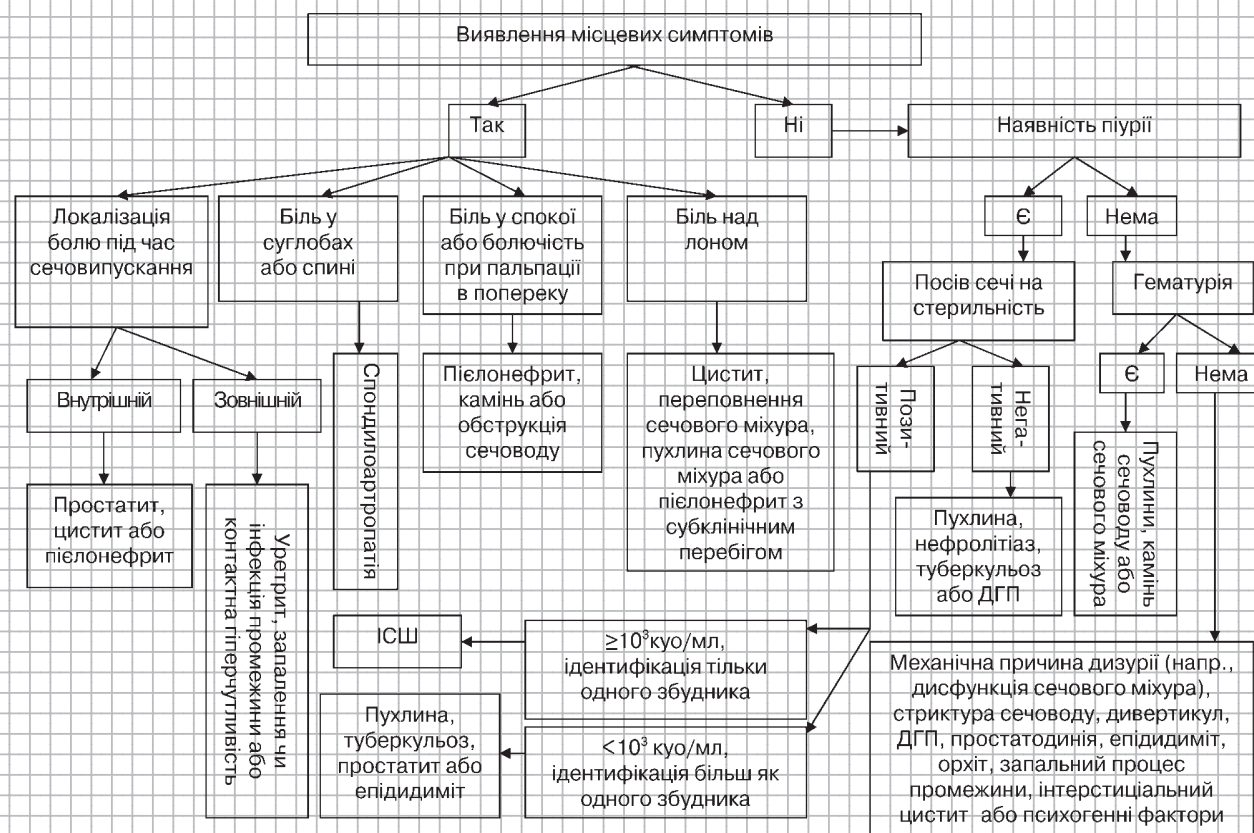 Виявлення місцевих симптомів
Так
Ні
Наявність піурії
Локалізація
болю під час
сечовипускання
Біль у
суглобах
або спині
Біль у спокої
або болючість
при пальпації
в попереку
Біль над
лоном
Є
Нема
Посів сечі на
стерильність
Гематурія
Внутрішній
Зовнішній
Спондилоартропатія
Пієлонефрит,
камінь або
обструкція
сечоводу
Цистит,
переповнення
сечового міхура,
пухлина сечового
міхура або
пієлонефрит з
субклінічним
перебігом
Пози-
тивний
Нега-
тивний
Є
Нема
Простатит,
цистит або
пієлонефрит
Уретрит, запалення чи
інфекція промежини або
контактна гіперчутливість
Пухлина,
нефролітіаз,
туберкульоз
або ДГП
Пухлини, камінь
сечоводу або
сечового міхура
ІСШ
≥10³куо/мл,
ідентифікація тільки
одного збудника
Пухлина,
туберкульоз,
простатит або
епідидиміт
<10³ куо/мл,
ідентифікація більш як
одного збудника
Механічна причина дизурії (напр.,
дисфункція сечового міхура),
стриктура сечоводу, дивертикул,
ДГП, простатодинія, епідидиміт,
орхіт, запальний процес
промежини, інтерстиціальний
цистит або психогенні фактори